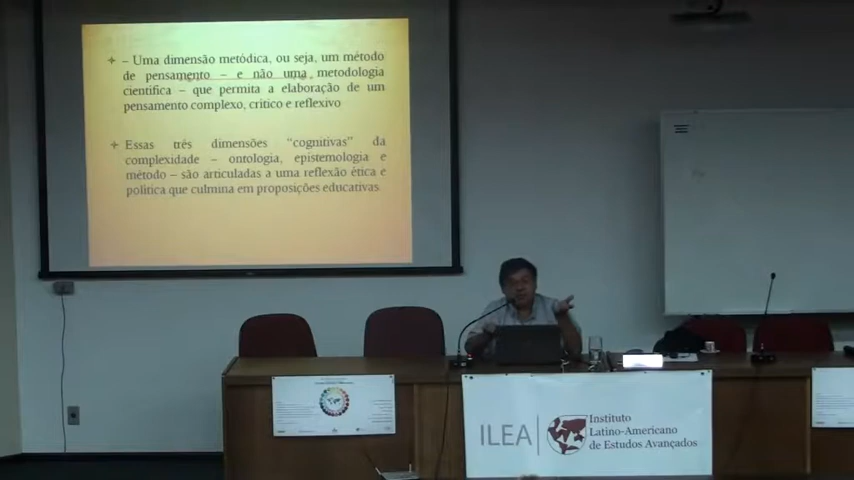 – Uma dimensão metódica, ou seja, um método
de pensamento – e não uma metodologia
científica – que permita a elaboração de um
pensamento complexo, crítico e reflexivo
Essas três dimensões "cognitivas" da
complexidade – ontologia, epistemologia e
método – são articuladas a uma reflexão ética e
política que culmina em proposições educativas
ILEA
Instituto
Latino-Americano
de Estudos Avançados